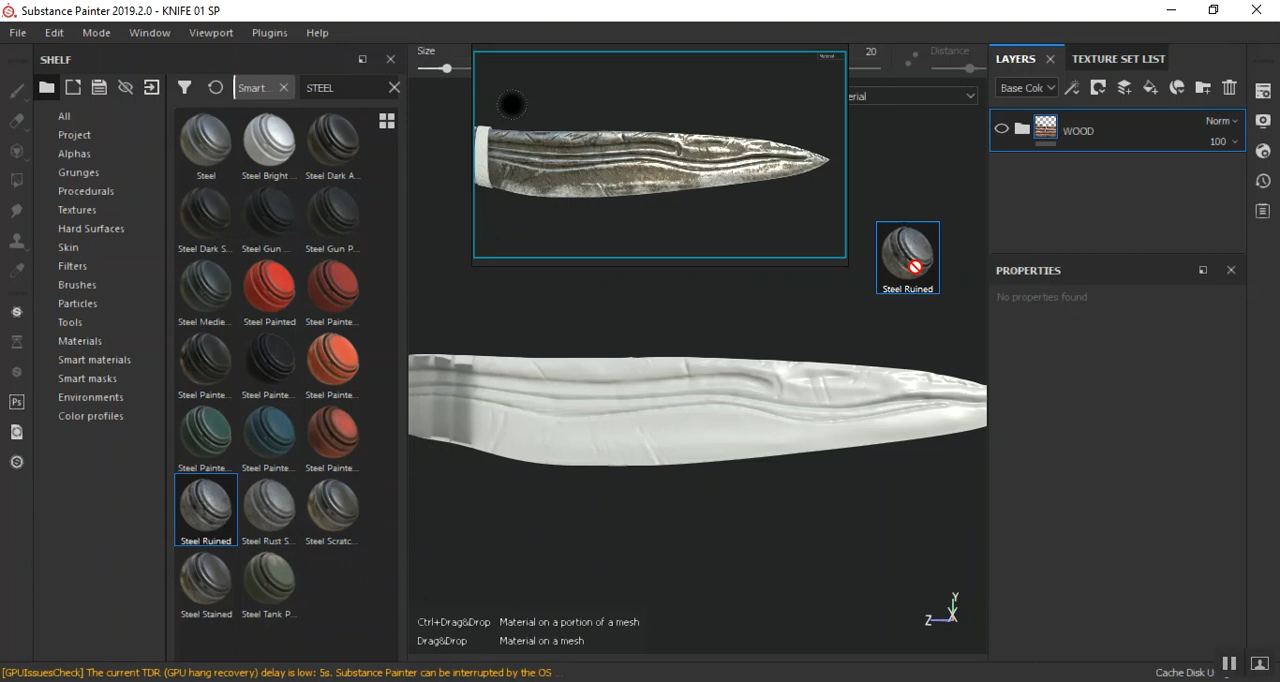 Substance Painter 2019.2.0 - KNIFE 01 SP
File Edit Mode Window Viewport Plugins Help
SHELF
Smart... STEEL
All
Project
Alphas
Grunges
Procedurals
Textures
Hard Surfaces
Skin
Filters
Brushes
Particles
Tools
Materials
Smart materials
Smart masks
Environments
Color profiles
Steel Steel Bright ... Steel Dark A...
Steel Dark S... Steel Gun ... Steel Gun P...
Steel Medie... Steel Painted Steel Painte...
Steel Painte... Steel Painte... Steel Painte...
Steel Painte... Steel Painte... Steel Painte...
Steel Ruined Steel Rust S... Steel Scratc...
Steel Stained Steel Tank P...
Size
20 Distance
erial
Steel Ruined
Ctrl+Drag&Drop Material on a portion of a mesh
Drag&Drop Material on a mesh
Y
Z X
LAYERS TEXTURE SET LIST
Base Colo
WOOD
Norm
100
PROPERTIES
No properties found
Ps
[GPUIssuesCheck] The current TDR (GPU hang recovery) delay is low: 5s. Substance Painter can be interrupted by the OS ...
Cache Disk U